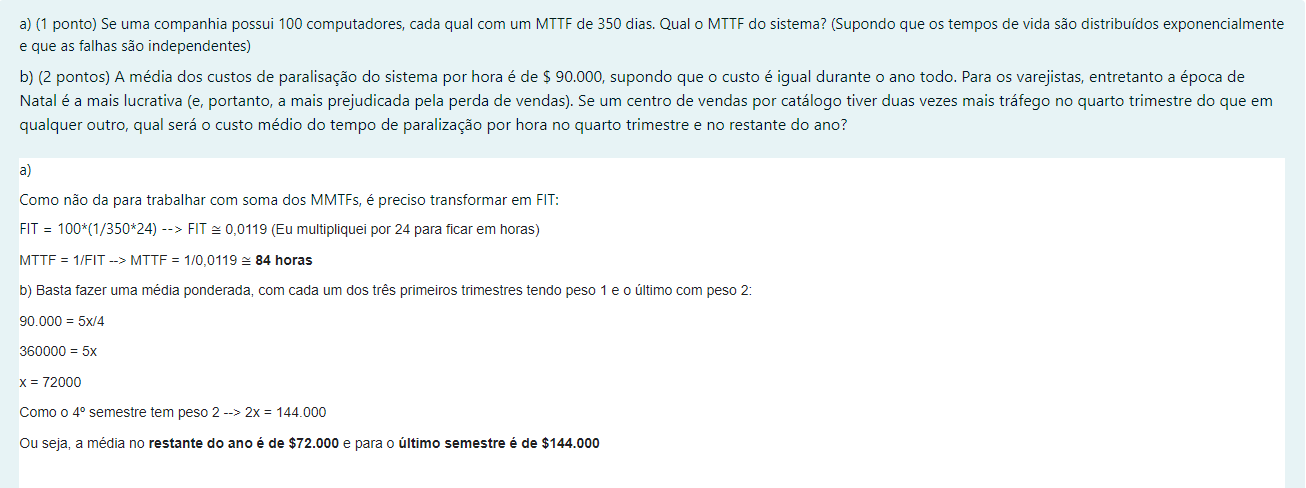 a) (1 ponto) Se uma companhia possui 100 computadores, cada qual com um MTTF de 350 dias. Qual o MTTF do sistema? (Supondo que os tempos de vida são distribuídos exponencialmente
e que as falhas são independentes)
b) (2 pontos) A média dos custos de paralisação do sistema por hora é de $ 90.000, supondo que o custo é igual durante o ano todo. Para os varejistas, entretanto a época de
Natal é a mais lucrativa (e, portanto, a mais prejudicada pela perda de vendas). Se um centro de vendas por catálogo tiver duas vezes mais tráfego no quarto trimestre do que em
qualquer outro, qual será o custo médio do tempo de paralização por hora no quarto trimestre e no restante do ano?
a)
Como não da para trabalhar com soma dos MMTFs, é preciso transformar em FIT:
FIT = 100*(1/350*24) --> FIT ≅ 0,0119 (Eu multipliquei por 24 para ficar em horas)
MTTF = 1/FIT --> MTTF = 1/0,0119 ≅ 84 horas
b) Basta fazer uma média ponderada, com cada um dos três primeiros trimestres tendo peso 1 e o último com peso 2:
90.000 = 5x/4
360000 = 5x
x = 72000
Como o 4º semestre tem peso 2 --> 2x = 144.000
Ou seja, a média no restante do ano é de $72.000 e para o último semestre é de $144.000